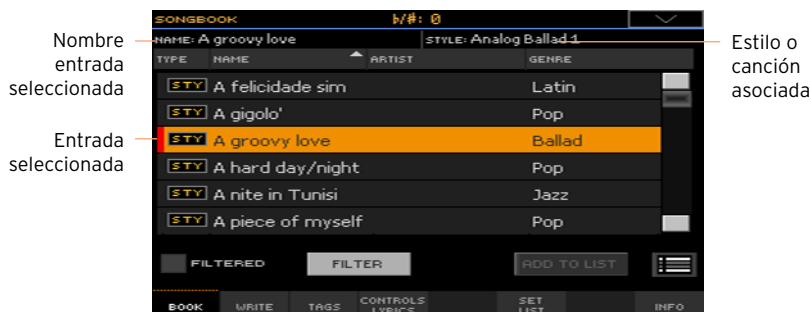 SONGBOOK b/#: 0
Nombre entrada seleccionada
NAME: A groovy love STYLE: Analog Ballad 1
Estilo o canción asociada
TYPE NAME ARTIST GENRE
STY A felicidade sim Latin
STY A gigolo' Pop
Entrada seleccionada
STY A groovy love Ballad
STY A hard day/night Pop
STY A nite in Tunisi Jazz
STY A piece of myself Pop
FILTERED FILTER ADD TO LIST
BOOK WRITE TAGS CONTROLS LYRICS SET LIST INFO